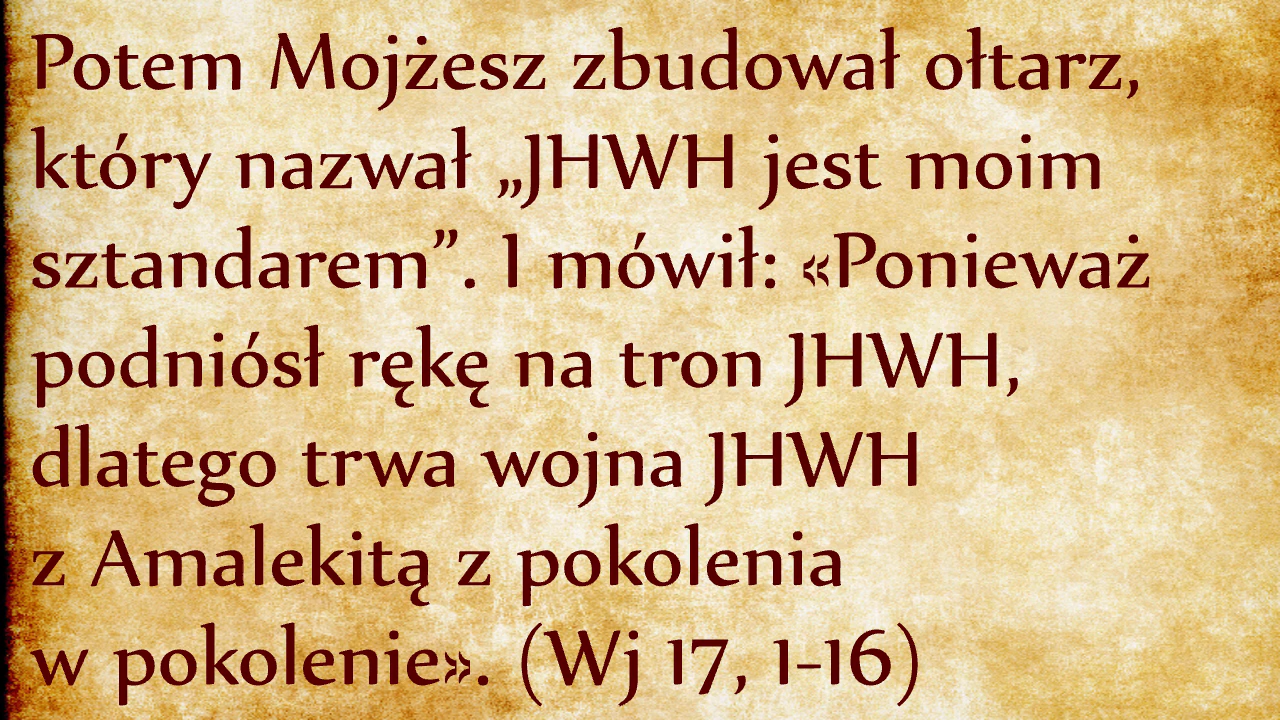 Potem Mojżesz zbudował ołtarz,
który nazwał „JHWH jest moim
sztandarem”. I mówił: «Ponieważ
podniósł rękę na tron JHWH,
dlatego trwa wojna JHWH
z Amalekitą z pokolenia
w pokolenie». (Wj 17, 1-16)